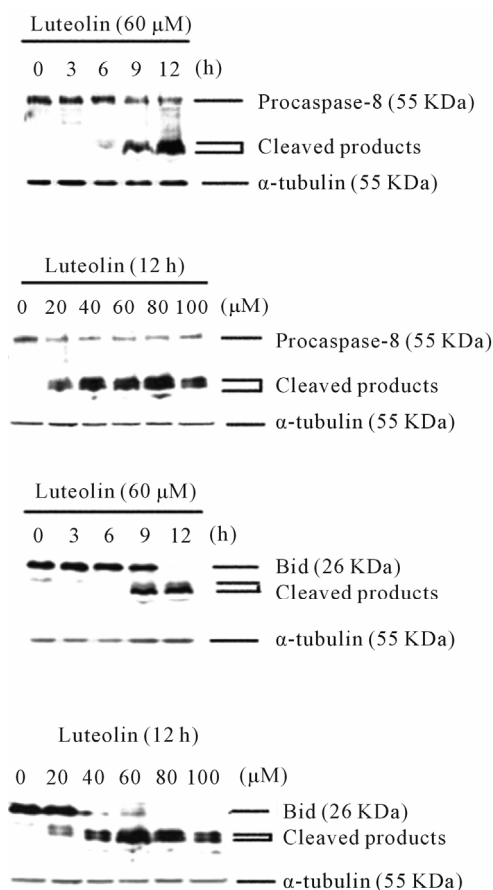 Luteolin (60 μM)
0 3 6 9 12 (h)
Procaspase-8 (55 KDa)
Cleaved products
α-tubulin (55 KDa)
Luteolin (12 h)
0 20 40 60 80 100 (μM)
Procaspase-8 (55 KDa)
Cleaved products
α-tubulin (55 KDa)
Luteolin (60 μM)
0 3 6 9 12 (h)
Bid (26 KDa)
Cleaved products
α-tubulin (55 KDa)
Luteolin (12 h)
0 20 40 60 80 100 (μM)
Bid (26 KDa)
Cleaved products
α-tubulin (55 KDa)